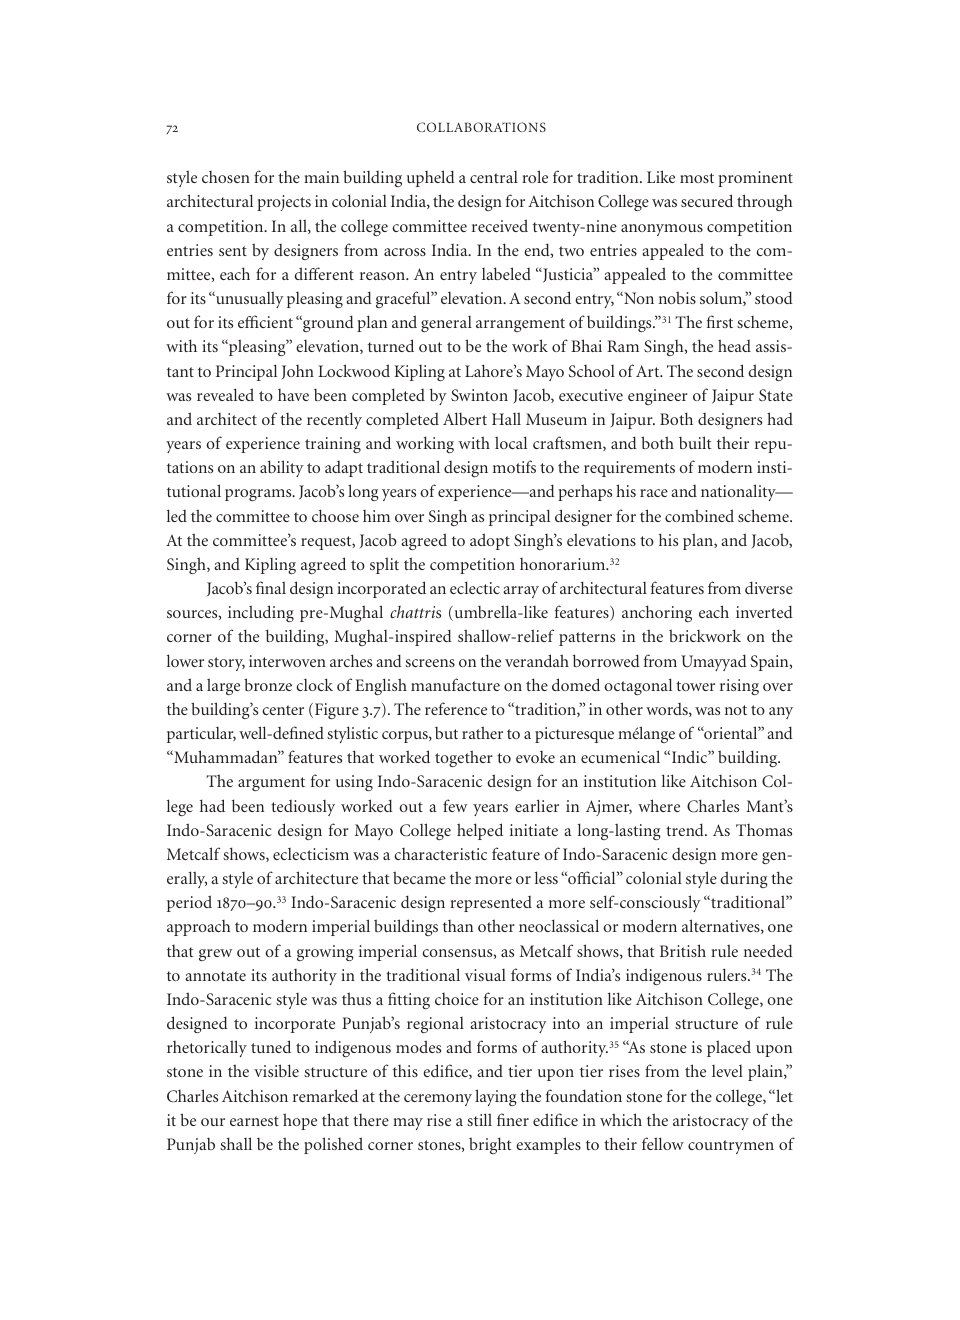 72
COLLABORATIONS
style chosen for the main building upheld a central role for tradition. Like most prominent
architectural projects in colonial India, the design for Aitchison College was secured through
a competition. In all, the college committee received twenty-nine anonymous competition
entries sent by designers from across India. In the end, two entries appealed to the com-
mittee, each for a different reason. An entry labeled “Justicia” appealed to the committee
for its “unusually pleasing and graceful” elevation. A second entry, “Non nobis solum,” stood
out for its efficient “ground plan and general arrangement of buildings.”31 The first scheme,
with its “pleasing” elevation, turned out to be the work of Bhai Ram Singh, the head assis-
tant to Principal John Lockwood Kipling at Lahore’s Mayo School of Art. The second design
was revealed to have been completed by Swinton Jacob, executive engineer of Jaipur State
and architect of the recently completed Albert Hall Museum in Jaipur. Both designers had
years of experience training and working with local craftsmen, and both built their repu-
tations on an ability to adapt traditional design motifs to the requirements of modern insti-
tutional programs. Jacob’s long years of experience—and perhaps his race and nationality—
led the committee to choose him over Singh as principal designer for the combined scheme.
At the committee’s request, Jacob agreed to adopt Singh’s elevations to his plan, and Jacob,
Singh, and Kipling agreed to split the competition honorarium.32
Jacob’s final design incorporated an eclectic array of architectural features from diverse
sources, including pre-Mughal chattris (umbrella-like features) anchoring each inverted
corner of the building, Mughal-inspired shallow-relief patterns in the brickwork on the
lower story, interwoven arches and screens on the verandah borrowed from Umayyad Spain,
and a large bronze clock of English manufacture on the domed octagonal tower rising over
the building’s center (Figure 3.7). The reference to “tradition,” in other words, was not to any
particular, well-defined stylistic corpus, but rather to a picturesque mélange of “oriental” and
“Muhammadan” features that worked together to evoke an ecumenical “Indic” building.
The argument for using Indo-Saracenic design for an institution like Aitchison Col-
lege had been tediously worked out a few years earlier in Ajmer, where Charles Mant’s
Indo-Saracenic design for Mayo College helped initiate a long-lasting trend. As Thomas
Metcalf shows, eclecticism was a characteristic feature of Indo-Saracenic design more gen-
erally, a style of architecture that became the more or less “official” colonial style during the
period 1870–90.33 Indo-Saracenic design represented a more self-consciously “traditional”
approach to modern imperial buildings than other neoclassical or modern alternatives, one
that grew out of a growing imperial consensus, as Metcalf shows, that British rule needed
to annotate its authority in the traditional visual forms of India’s indigenous rulers.34 The
Indo-Saracenic style was thus a fitting choice for an institution like Aitchison College, one
designed to incorporate Punjab’s regional aristocracy into an imperial structure of rule
rhetorically tuned to indigenous modes and forms of authority.35 “As stone is placed upon
stone in the visible structure of this edifice, and tier upon tier rises from the level plain,”
Charles Aitchison remarked at the ceremony laying the foundation stone for the college, “let
it be our earnest hope that there may rise a still finer edifice in which the aristocracy of the
Punjab shall be the polished corner stones, bright examples to their fellow countrymen of